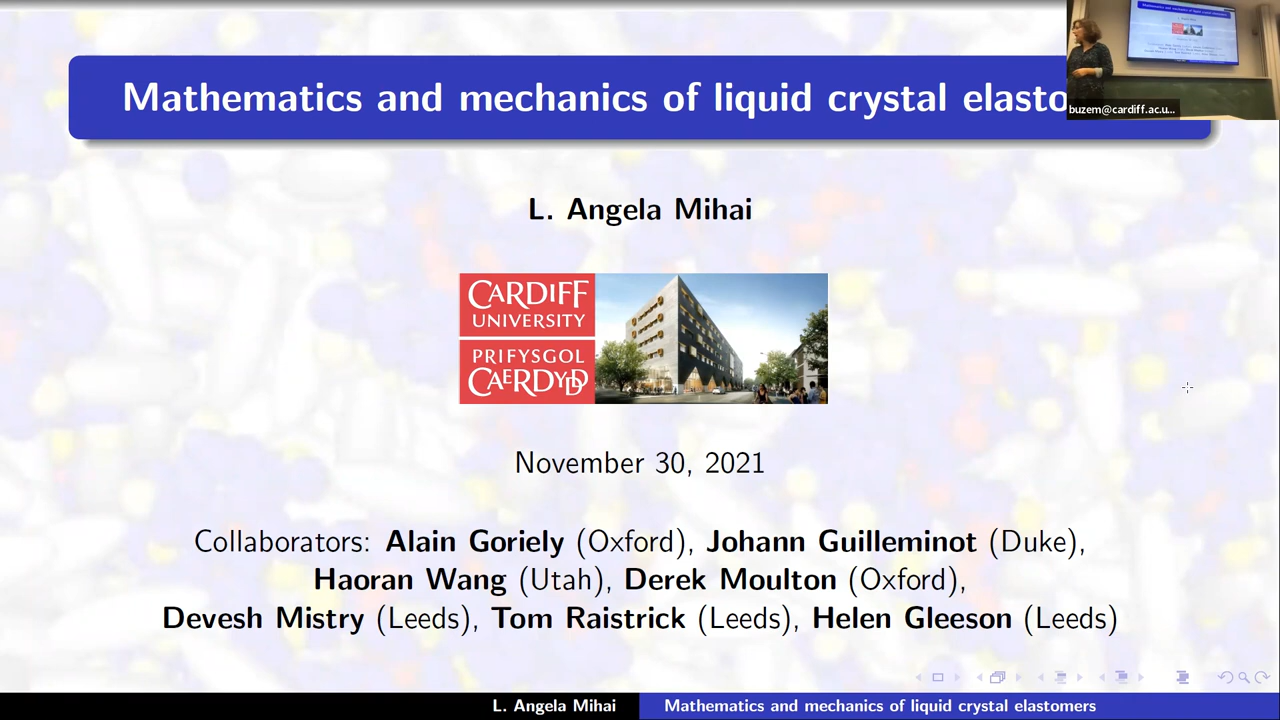 Mathematics and mechanics of liquid crystal elasto
buzem@cardiff.ac.u...
L. Angela Mihai
CARDIFF
UNIVERSITY
PRIFYSGOL
CAERDYDD
November 30, 2021
Collaborators: Alain Goriely (Oxford), Johann Guilleminot (Duke),
Haoran Wang (Utah), Derek Moulton (Oxford),
Devesh Mistry (Leeds), Tom Raistrick (Leeds), Helen Gleeson (Leeds)
L. Angela Mihai
Mathematics and mechanics of liquid crystal elastomers